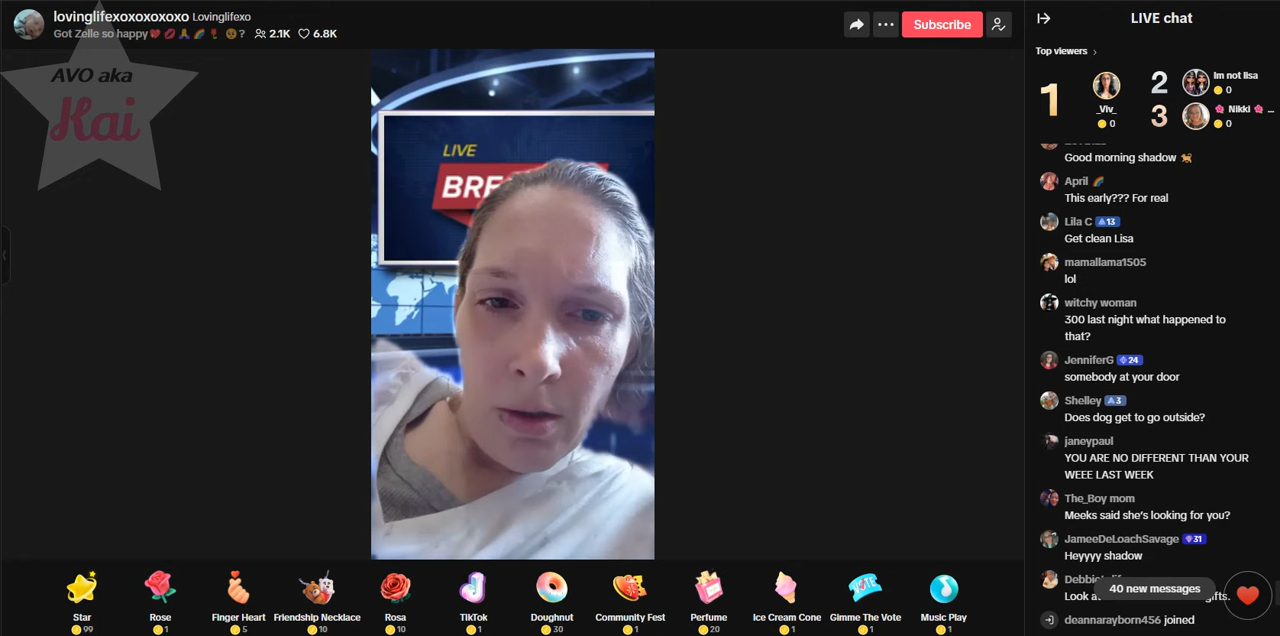 lovinglifexoxoxoxoxo Lovinglifexo
Got Zelle so happy ? 2.1K 6.8K
Subscribe
LIVE chat
AVO aka
Kai
LIVE
Top viewers >
1
_Viv_
0
2
Im not lisa
0
3
Nikki ...
0
Good morning shadow
April
This early??? For real
Lila C 13
Get clean Lisa
mamallama1505
lol
witchy woman
300 last night what happened to
that?
JenniferG 24
somebody at your door
Shelley 3
Does dog get to go outside?
janeypaul
YOU ARE NO DIFFERENT THAN YOUR
WEEE LAST WEEK
The_Boy mom
Meeks said she's looking for you?
JameeDeLoachSavage 31
Heyyyy shadow
40 new messages
gifts.
deannarayborn456 joined
Star
99
Rose
1
Finger Heart
5
Friendship Necklace
10
Rosa
10
TikTok
1
Doughnut
30
Community Fest
1
Perfume
20
Ice Cream Cone
1
VOTE
Gimme The Vote
1
Music Play
1